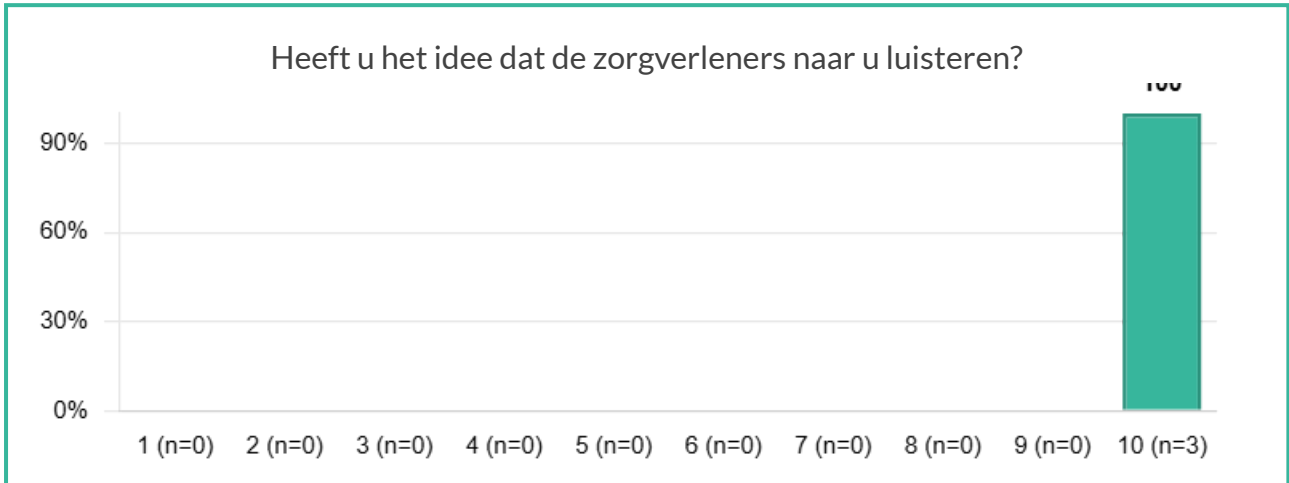 Heeft u het idee dat de zorgverleners naar u luisteren?
100
90%
60%
30%
0%
1 (n=0) 2 (n=0) 3 (n=0) 4 (n=0) 5 (n=0) 6 (n=0) 7 (n=0) 8 (n=0) 9 (n=0) 10 (n=3)